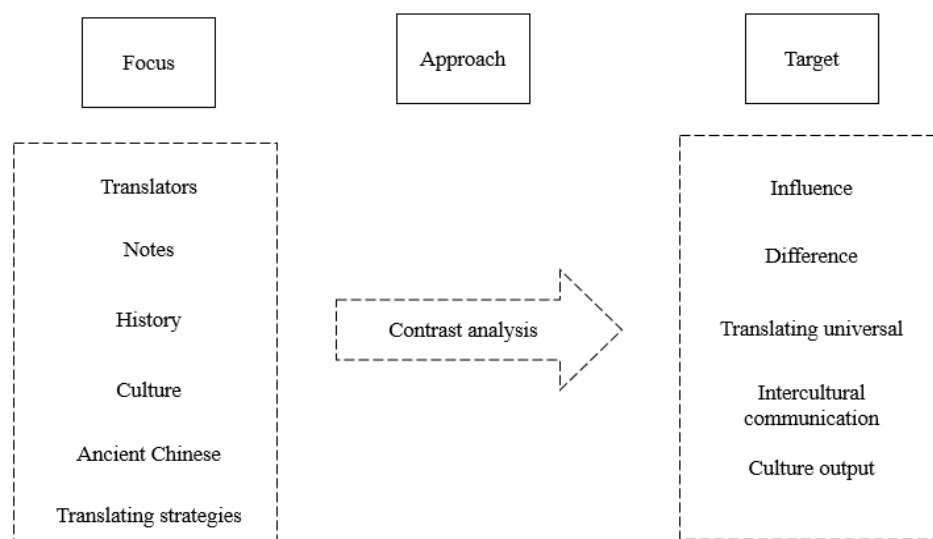 Focus
Approach
Target
Translators
Notes
History
Culture
Ancient Chinese
Translating strategies
Contrast analysis
Influence
Difference
Translating universal
Intercultural
communication
Culture output